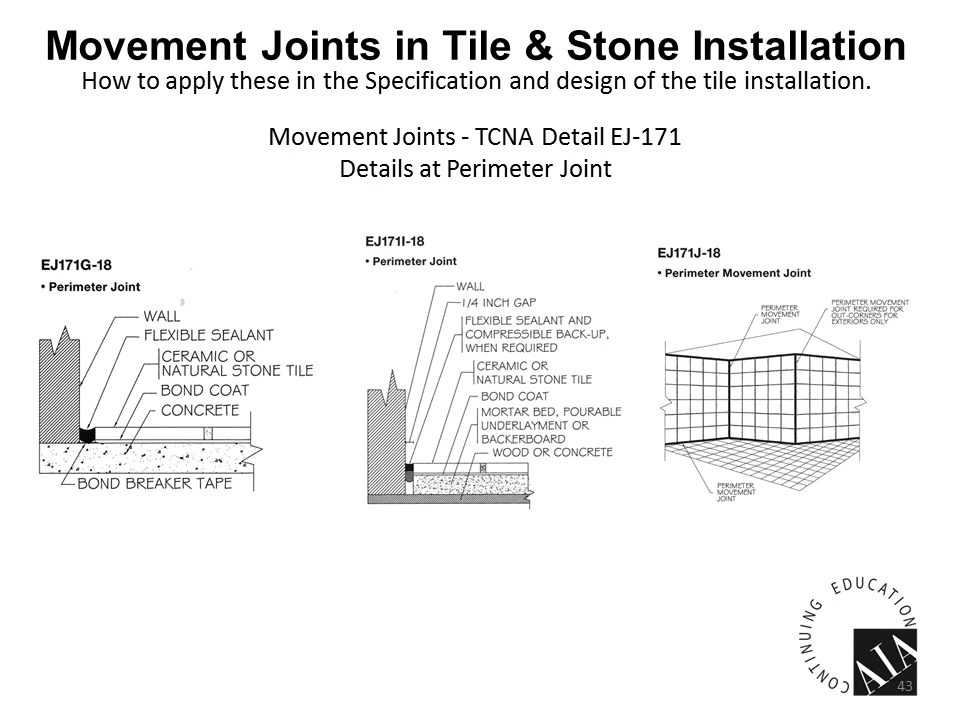 Movement Joints in Tile & Stone Installation
How to apply these in the Specification and design of the tile installation.
Movement Joints - TCNA Detail EJ-171
Details at Perimeter Joint
EJ171G-18
• Perimeter Joint
WALL
FLEXIBLE SEALANT
CERAMIC OR
NATURAL STONE TILE
BOND COAT
CONCRETE
BOND BREAKER TAPE
EJ171I-18
• Perimeter Joint
WALL
1/4 INCH GAP
FLEXIBLE SEALANT AND
COMPRESSIBLE BACK-UP,
WHEN REQUIRED
CERAMIC OR
NATURAL STONE TILE
BOND COAT
MORTAR BED, POURABLE
UNDERLAYMENT OR
BACKERBOARD
WOOD OR CONCRETE
EJ171J-18
• Perimeter Movement Joint
PERIMETER
MOVEMENT
JOINT
PERIMETER MOVEMENT
JOINT REQUIRED FOR
OUT-CORNERS FOR
EXTERIORS ONLY
PERIMETER
MOVEMENT
JOINT
CONTINUING EDUCATION
AIA
43